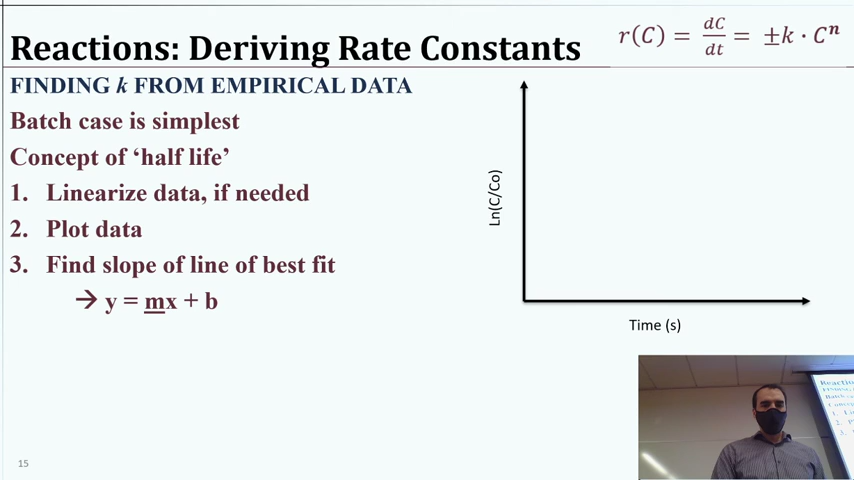 Reactions: Deriving Rate Constants
r(C) = dC/dt = ±k · Cⁿ
FINDING k FROM EMPIRICAL DATA
Batch case is simplest
Concept of ‘half life’
1. Linearize data, if needed
2. Plot data
3. Find slope of line of best fit
→ y = mx + b
Ln(C/Co)
Time (s)
15